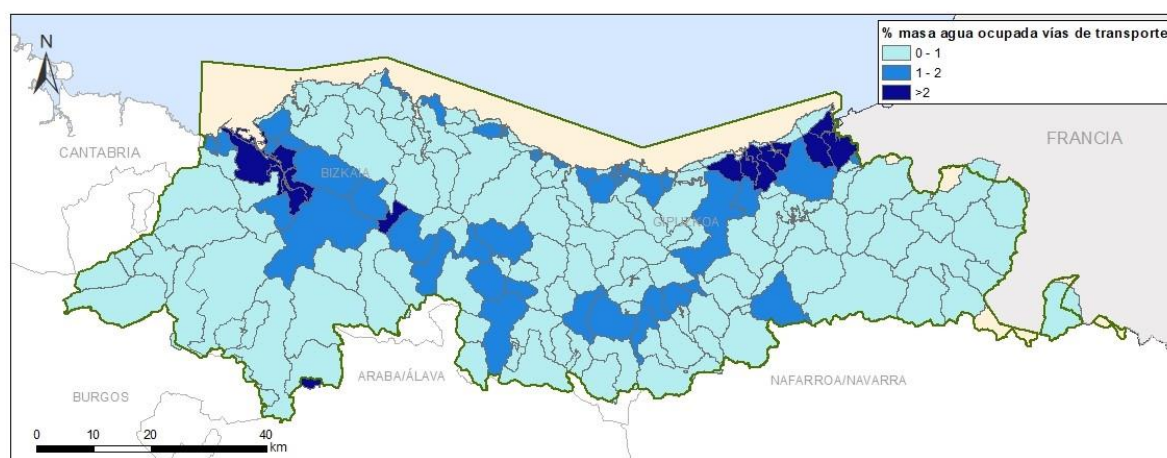 % masa agua ocupada vías de transporte
0 - 1
1 - 2
>2
N
FRANCIA
CANTABRIA
BIZKAIA
GIPUZKOA
ARABA/ÁLAVA
NAFARROA/NAVARRA
BURGOS
0 10 20 40
km